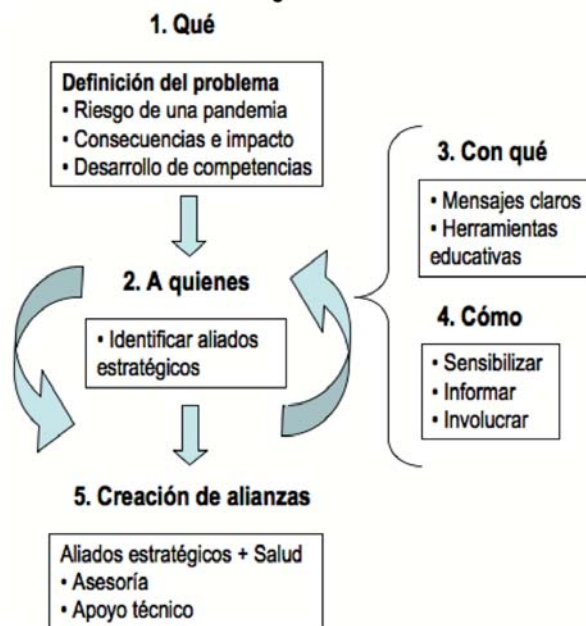 1. Qué
Definición del problema
• Riesgo de una pandemia
• Consecuencias e impacto
• Desarrollo de competencias
2. A quienes
• Identificar aliados
estratégicos
3. Con qué
• Mensajes claros
• Herramientas
educativas
4. Cómo
• Sensibilizar
• Informar
• Involucrar
5. Creación de alianzas
Aliados estratégicos + Salud
• Asesoría
• Apoyo técnico